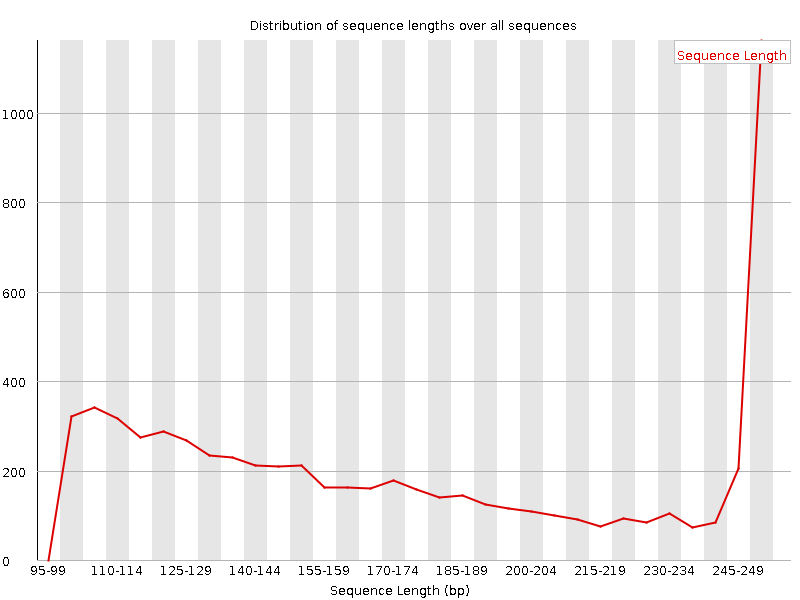 Distribution of sequence lengths over all sequences
Sequence Length
1000
800
600
400
200
0
95-99 110-114 125-129 140-144 155-159 170-174 185-189 200-204 215-219 230-234 245-249
Sequence Length (bp)